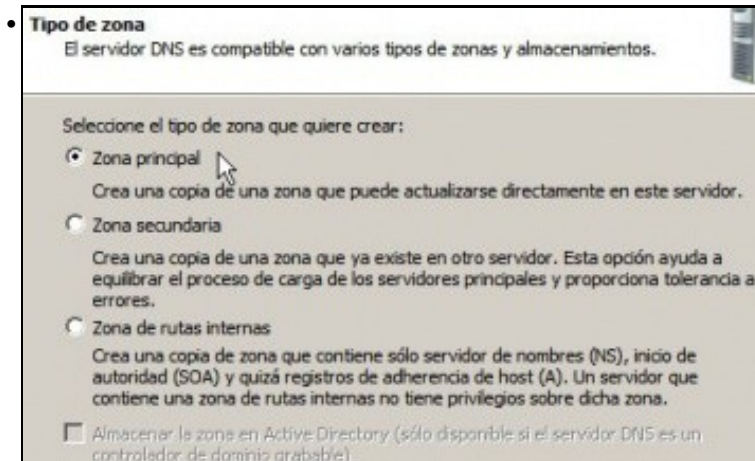 Tipo de zona
El servidor DNS es compatible con varios tipos de zonas y almacenamientos.
Seleccione el tipo de zona que quiere crear:
Zona principal
Crea una copia de una zona que puede actualizarse directamente en este servidor.
Zona secundaria
Crea una copia de una zona que ya existe en otro servidor. Esta opción ayuda a
equilibrar el proceso de carga de los servidores principales y proporciona tolerancia a
errores.
Zona de rutas internas
Crea una copia de zona que contiene sólo servidor de nombres (NS), inicio de
autoridad (SOA) y quizá registros de adherencia de host (A). Un servidor que
contiene una zona de rutas internas no tiene privilegios sobre dicha zona.
Almacenar la zona en Active Directory (sólo disponible si el servidor DNS es un
controlador de dominio grabable)